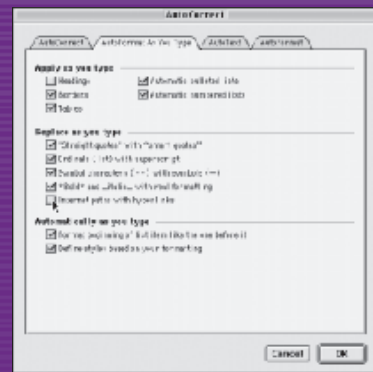 AutoCorrect
AutoCorrect AutoFormat As You Type AutoText AutoFormat
Apply as you type
Headings Automatic bulleted lists
Borders Automatic numbered lists
Tables
Replace as you type
"Straight quotes" with "smart quotes"
Ordinals (1st) with superscript
Symbol characters (--) with symbols (—)
*Bold* and _italic_ with real formatting
Internet paths with hyperlinks
Automatically as you type
Format beginning of list item like the one before it
Define styles based on your formatting
Cancel OK